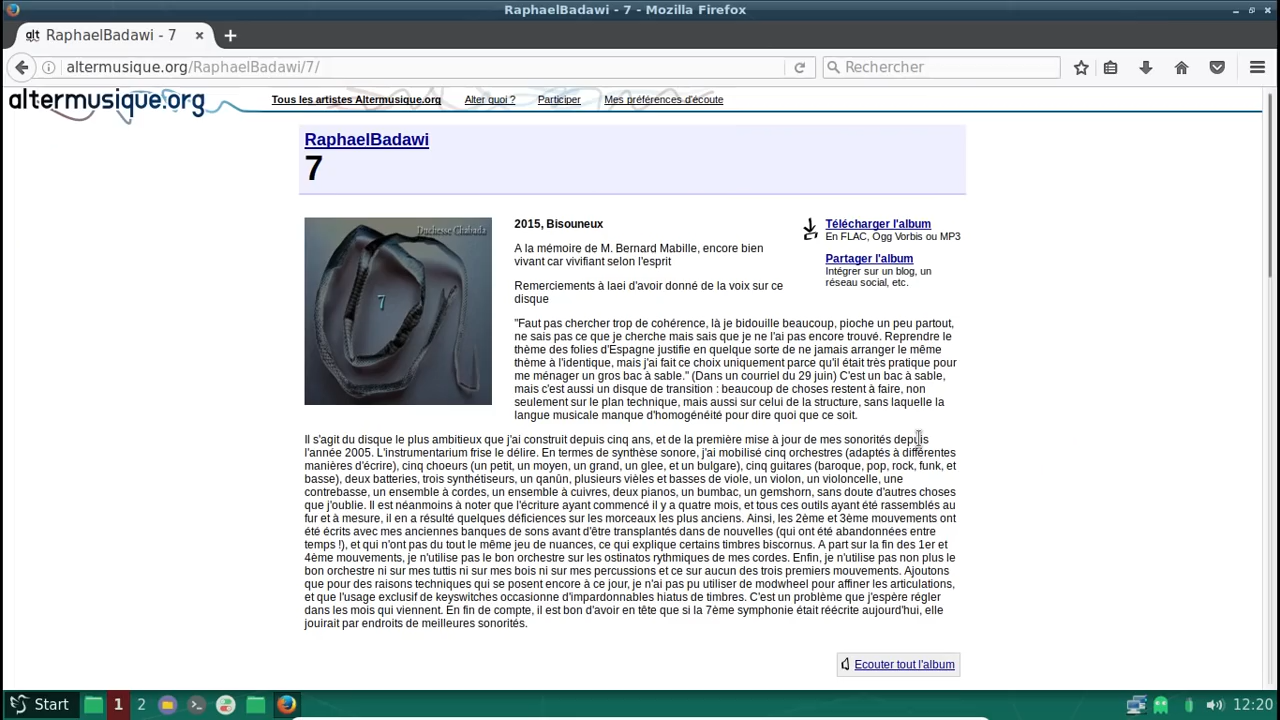 RaphaelBadawi - 7 - Mozilla Firefox
alt RaphaelBadawi - 7
altermusique.org/RaphaelBadawi/7/
Rechercher
altermusique.org
Tous les artistes Altermusique.org Alter quoi ? Participer Mes préférences d'écoute
RaphaelBadawi
7
Duchesse Chabada
7
2015, Bisouneux
A la mémoire de M. Bernard Mabille, encore bien
vivant car vivifiant selon l'esprit
Remerciements à laei d'avoir donné de la voix sur ce
disque
Télécharger l'album
En FLAC, Ogg Vorbis ou MP3
Partager l'album
Intégrer sur un blog, un
réseau social, etc.
"Faut pas chercher trop de cohérence, là je bidouille beaucoup, pioche un peu partout,
ne sais pas ce que je cherche mais sais que je ne l'ai pas encore trouvé. Reprendre le
thème des folies d'Espagne justifie en quelque sorte de ne jamais arranger le même
thème à l'identique, mais j'ai fait ce choix uniquement parce qu'il était très pratique pour
me ménager un gros bac à sable." (Dans un courriel du 29 juin) C'est un bac à sable,
mais c'est aussi un disque de transition : beaucoup de choses restent à faire, non
seulement sur le plan technique, mais aussi sur celui de la structure, sans laquelle la
langue musicale manque d'homogénéité pour dire quoi que ce soit.
Il s'agit du disque le plus ambitieux que j'ai construit depuis cinq ans, et de la première mise à jour de mes sonorités depuis
l'année 2005. L'instrumentarium frise le délire. En termes de synthèse sonore, j'ai mobilisé cinq orchestres (adaptés à différentes
manières d'écrire), cinq choeurs (un petit, un moyen, un grand, un glee, et un bulgare), cinq guitares (baroque, pop, rock, funk, et
basse), deux batteries, trois synthétiseurs, un qanûn, plusieurs vièles et basses de viole, un violon, un violoncelle, une
contrebasse, un ensemble à cordes, un ensemble à cuivres, deux pianos, un bumbac, un gemshorn, sans doute d'autres choses
que j'oublie. Il est néanmoins à noter que l'écriture ayant commencé il y a quatre mois, et tous ces outils ayant été rassemblés au
fur et à mesure, il en a résulté quelques déficiences sur les morceaux les plus anciens. Ainsi, les 2ème et 3ème mouvements ont
été écrits avec mes anciennes banques de sons avant d'être transplantés dans de nouvelles (qui ont été abandonnées entre
temps !), et qui n'ont pas du tout le même jeu de nuances, ce qui explique certains timbres biscornus. A part sur la fin des 1er et
4ème mouvements, je n'utilise pas le bon orchestre sur les ostinatos rythmiques de mes cordes. Enfin, je n'utilise pas non plus le
bon orchestre ni sur mes tuttis ni sur mes bois ni sur mes percussions et ce sur aucun des trois premiers mouvements. Ajoutons
que pour des raisons techniques qui se posent encore à ce jour, je n'ai pas pu utiliser de modwheel pour affiner les articulations,
et que l'usage exclusif de keyswitches occasionne d'impardonnables hiatus de timbres. C'est un problème que j'espère régler
dans les mois qui viennent. En fin de compte, il est bon d'avoir en tête que si la 7ème symphonie était réécrite aujourd'hui, elle
jouirait par endroits de meilleures sonorités.
Ecouter tout l'album
Start 1 2 12:20